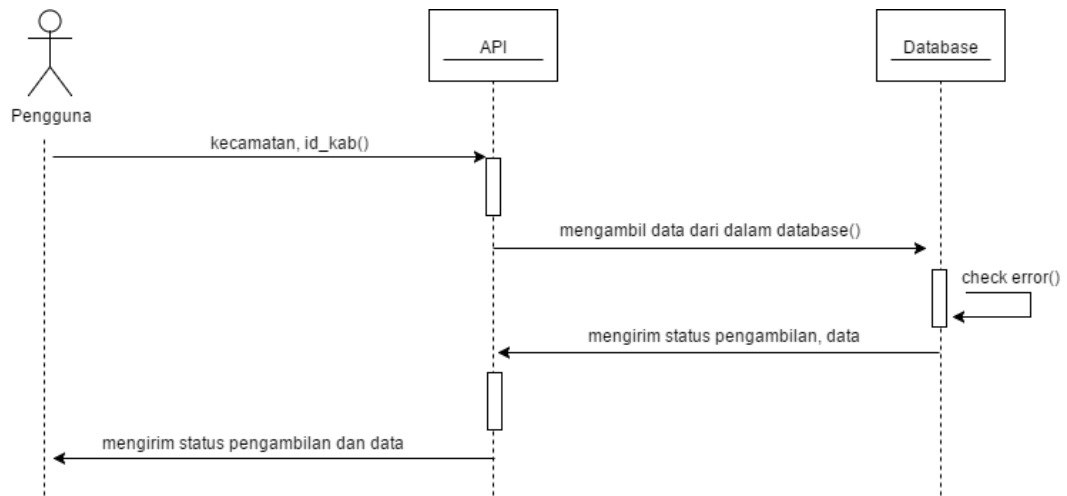 API
Database
Pengguna
kecamatan, id_kab()
mengambil data dari dalam database()
check error()
mengirim status pengambilan, data
mengirim status pengambilan dan data